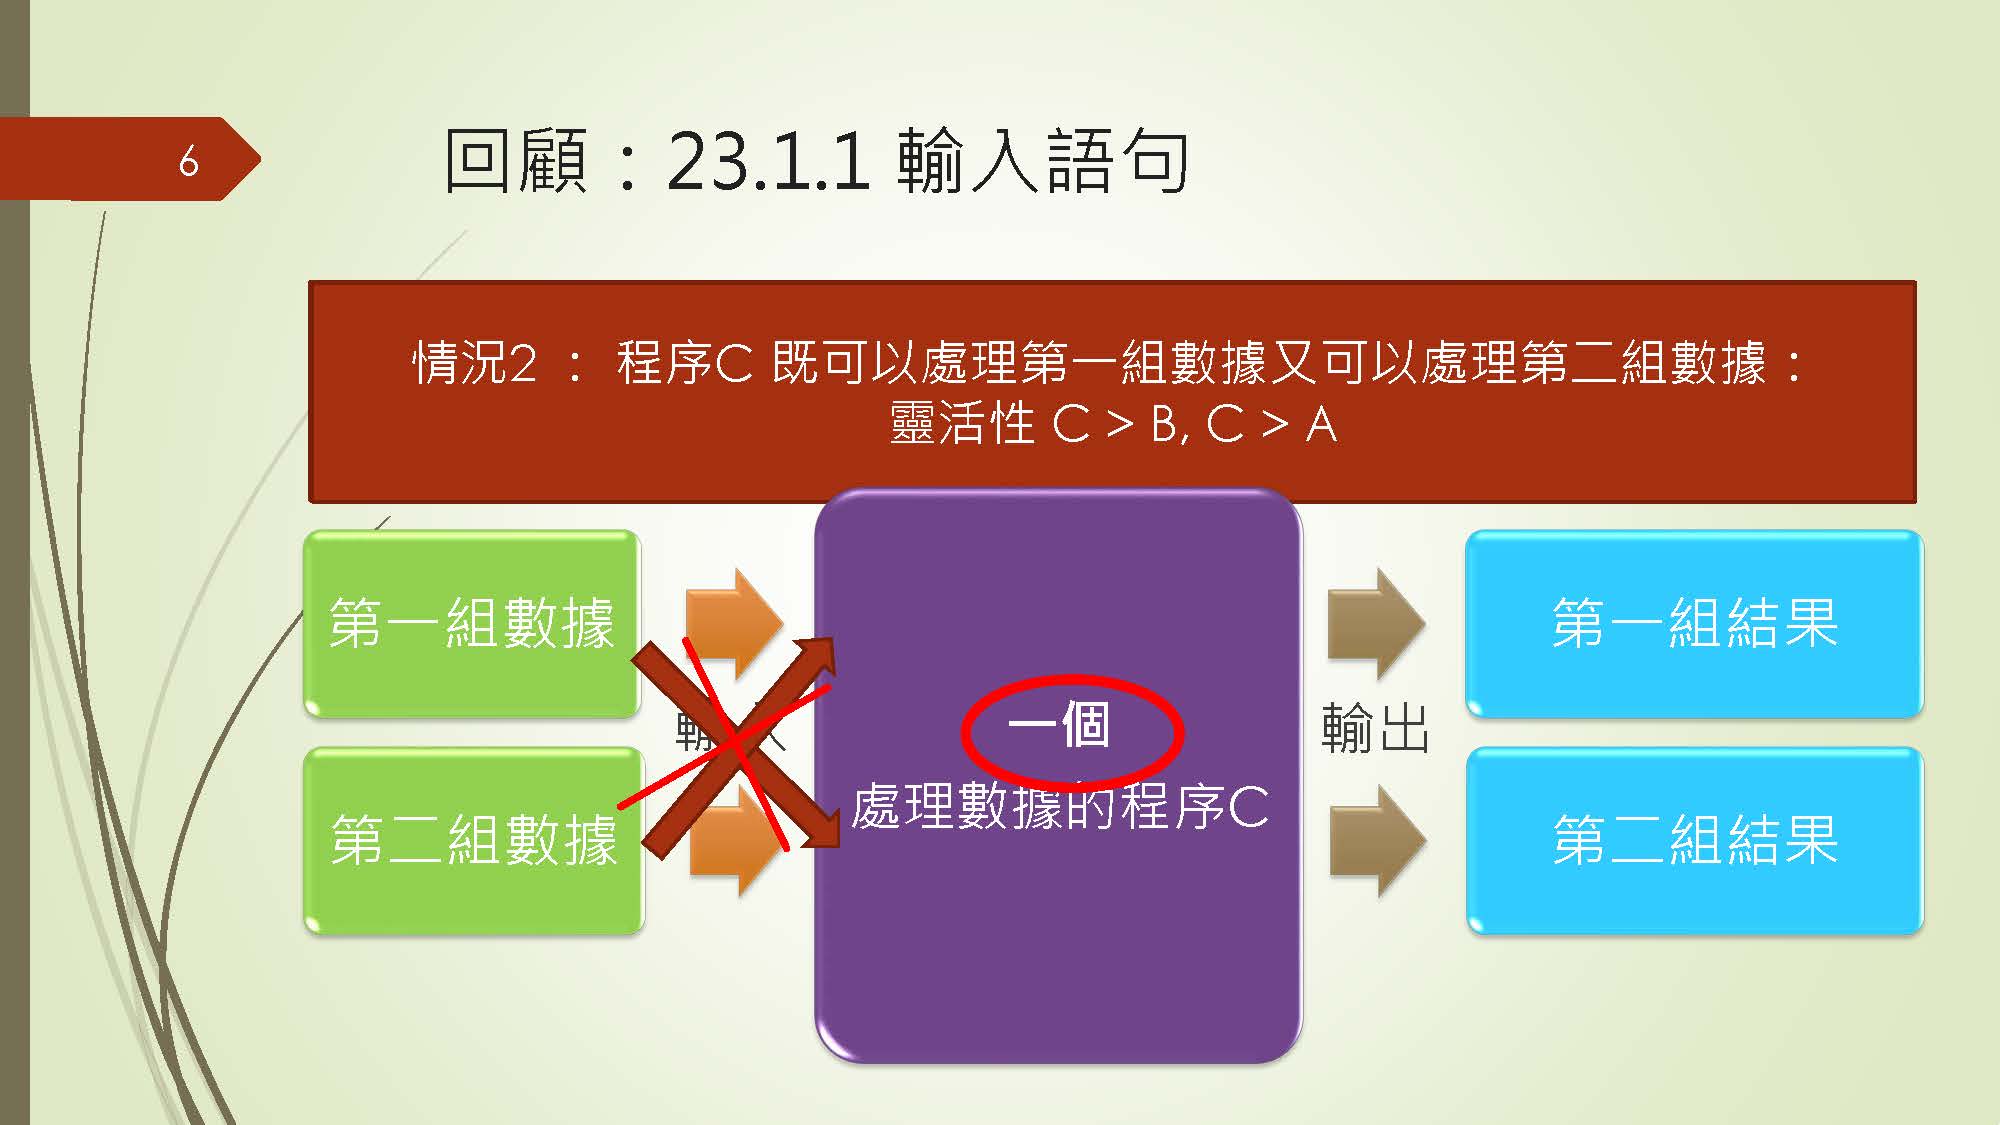 6
回顧：23.1.1 輸入語句
情況2 ： 程序C 既可以處理第一組數據又可以處理第二組數據：
靈活性 C > B, C > A
第一組數據
第二組數據
輸入
一個
處理數據的程序C
輸出
第一組結果
第二組結果